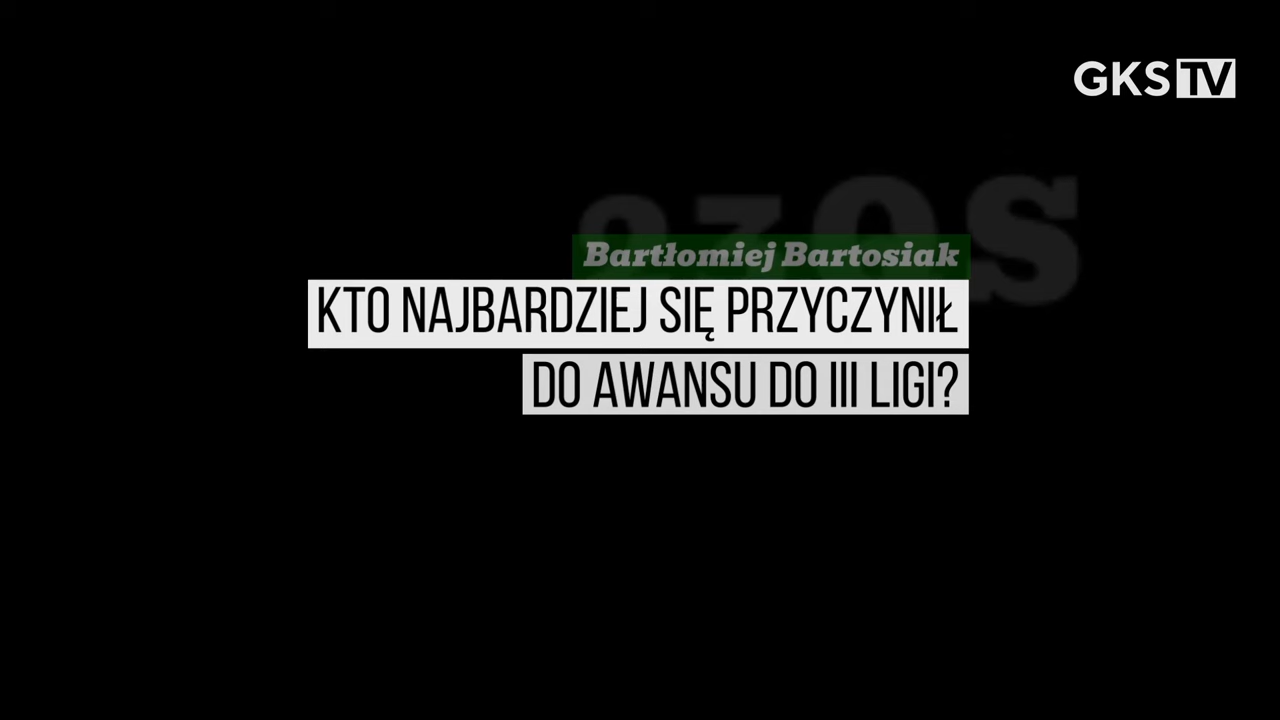 GKS TV
Bartłomiej Bartosiak
KTO NAJBARDZIEJ SIĘ PRZYCZYNIŁ
DO AWANSU DO III LIGI?